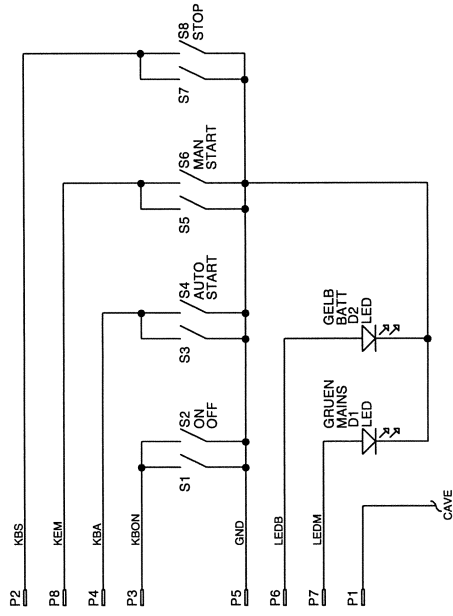 P2
KBS
P8
KEM
P4
KBA
P3
KBON
P5
GND
P6
LEDB
P7
LEDM
P1
CAVE
S1
S2
ON
OFF
S3
S4
AUTO
START
S5
S6
MAN
START
S7
S8
STOP
GRUEN
MAINS
D1
LED
GELB
BATT
D2
LED